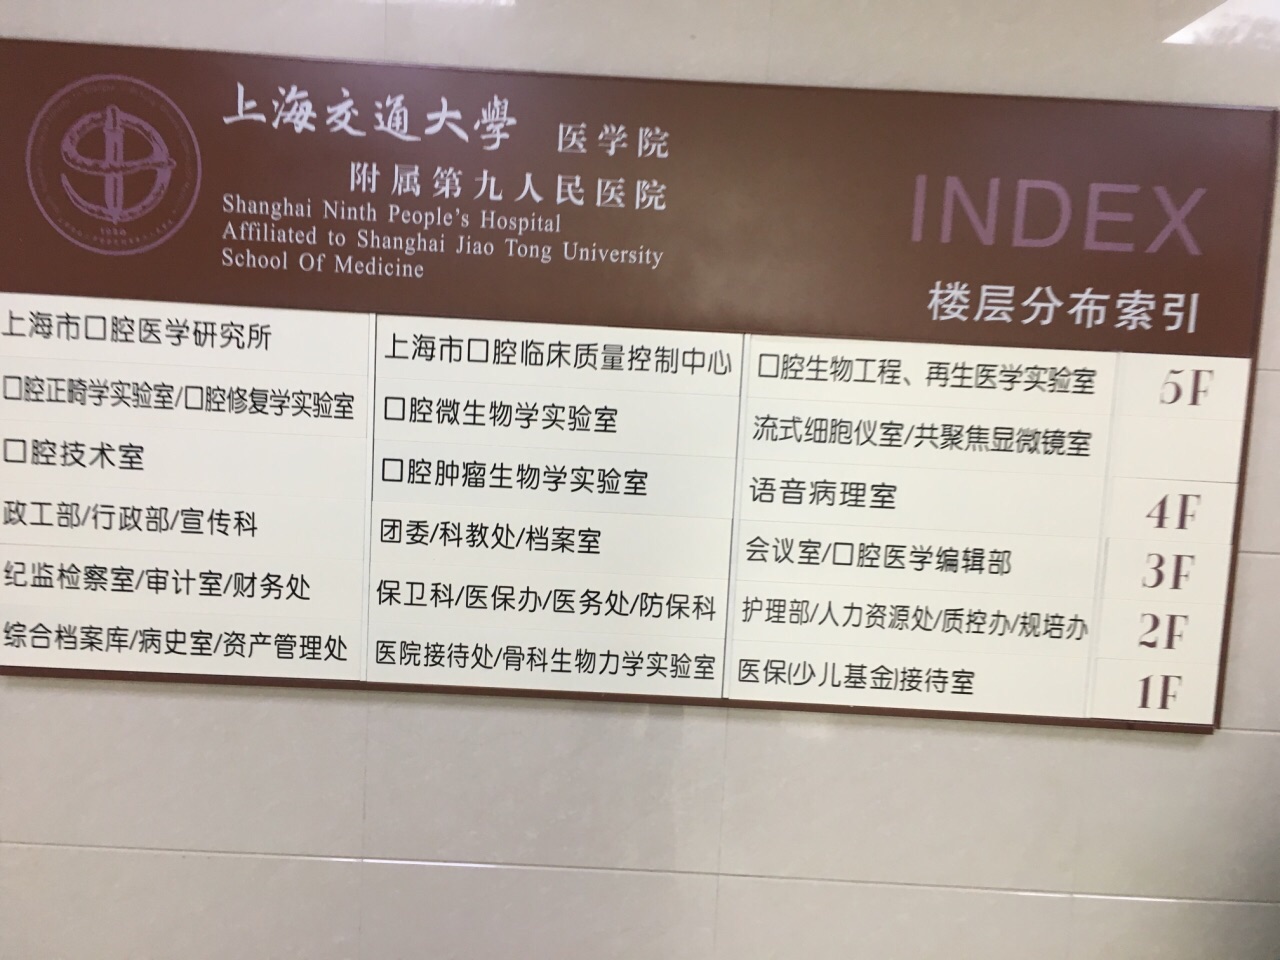 上海交通大學 医学院
附属第九人民医院
Shanghai Ninth People's Hospital
Affiliated to Shanghai Jiao Tong University
School Of Medicine
INDEX
楼层分布索引
上海市口腔医学研究所 上海市口腔临床质量控制中心 口腔生物工程、再生医学实验室 5F
口腔正畸学实验室/口腔修复学实验室 口腔微生物学实验室 流式细胞仪室/共聚焦显微镜室
口腔技术室 口腔肿瘤生物学实验室 语音病理室 4F
政工部/行政部/宣传科 团委/科教处/档案室 会议室/口腔医学编辑部 3F
纪监检察室/审计室/财务处 保卫科/医保办/医务处/防保科 护理部/人力资源处/质控办/规培办 2F
综合档案库/病史室/资产管理处 医院接待处/骨科生物力学实验室 医保(少儿基金)接待室 1F